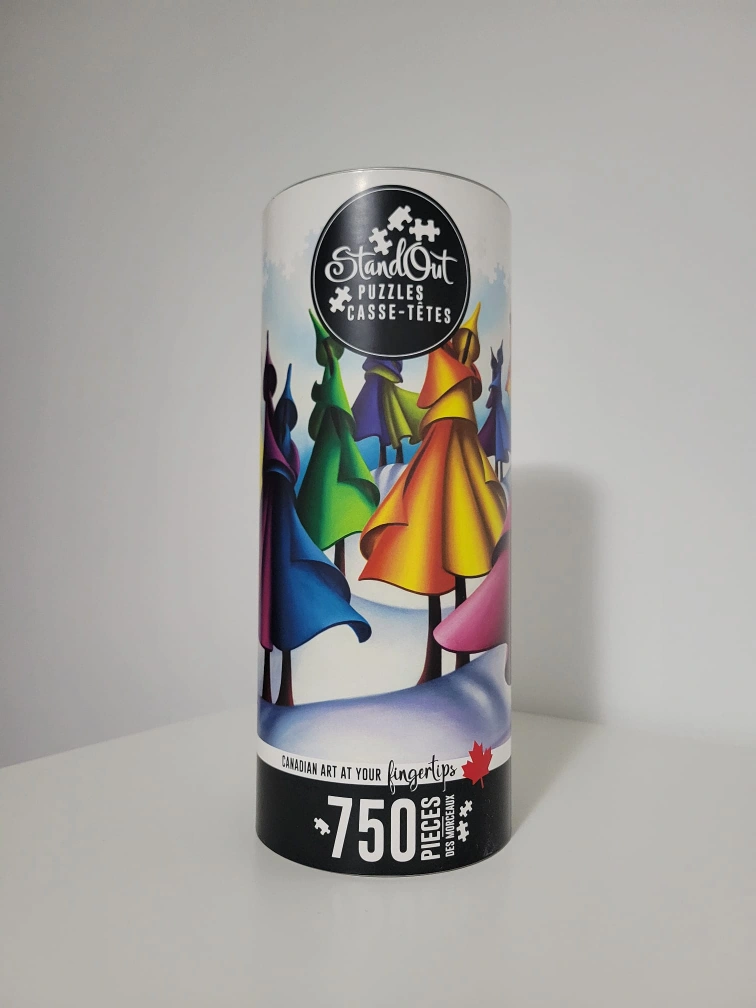 StandOut
PUZZLES
CASSE-TÊTES
CANADIAN ART AT YOUR fingertips
750
PIECES
DES MORCEAUX